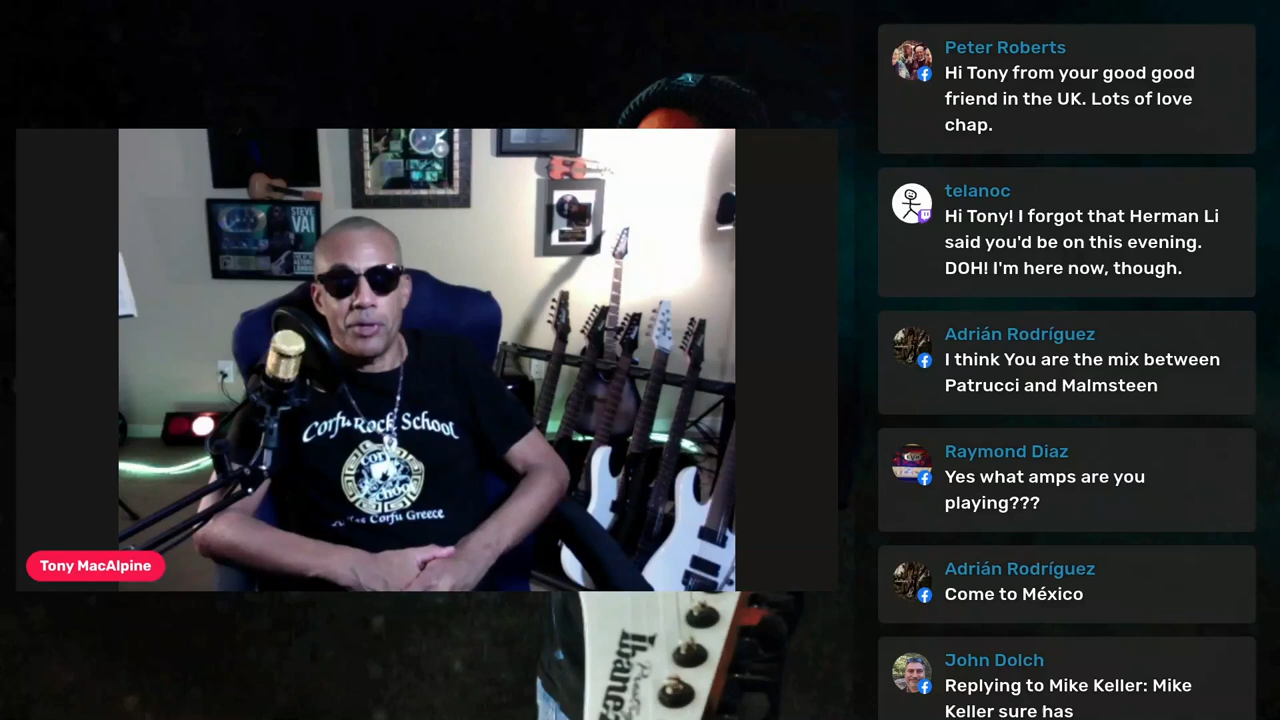 Peter Roberts
Hi Tony from your good good
friend in the UK. Lots of love
chap.
telanoc
Hi Tony! I forgot that Herman Li
said you'd be on this evening.
DOH! I'm here now, though.
Adrián Rodríguez
I think You are the mix between
Patrucci and Malmsteen
Raymond Diaz
Yes what amps are you
playing???
Adrián Rodríguez
Come to México
John Dolch
Replying to Mike Keller: Mike
Keller sure has
STEVE
VAI
LONDON
Corfu Rock School
Corfu Greece
Tony MacAlpine
Ibanez